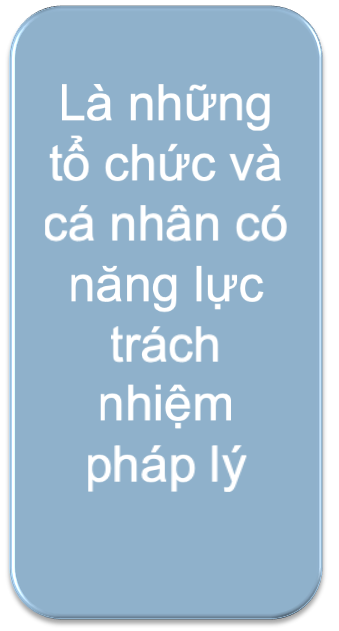 Là những
tổ chức và
cá nhân có
năng lực
trách
nhiệm
pháp lý